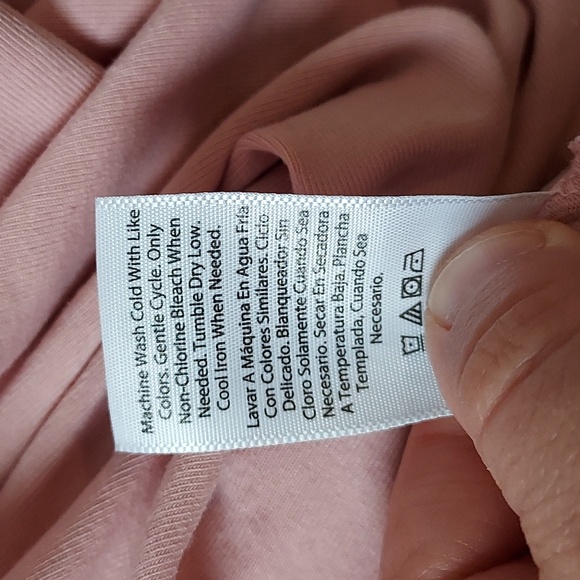 Machine Wash Cold With Like
Colors. Gentle Cycle. Only
Non-Chlorine Bleach When
Needed. Tumble Dry Low.
Cool Iron When Needed.
Lavar A Máquina En Agua Fría
Con Colores Similares. Ciclo
Delicado. Blanqueador Sin
Cloro Solamente Cuando Sea
Necesario. Secar En Secadora
A Temperatura Baja. Plancha
Templada, Cuando Sea
Necesario.